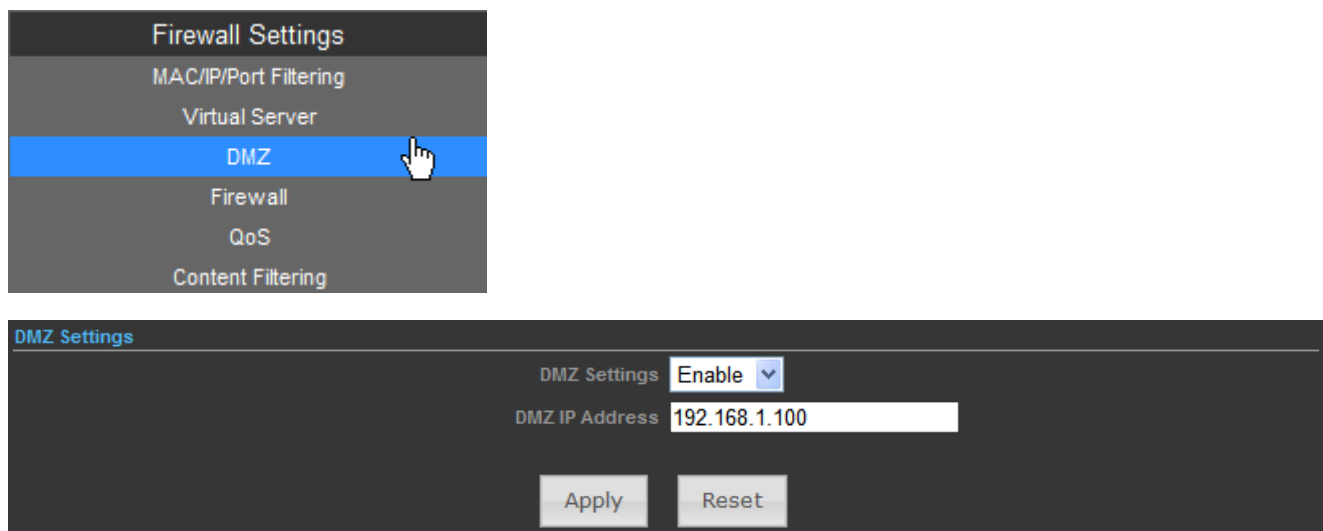 Firewall Settings
MAC/IP/Port Filtering
Virtual Server
DMZ
Firewall
QoS
Content Filtering
DMZ Settings
DMZ Settings Enable
DMZ IP Address 192.168.1.100
Apply Reset